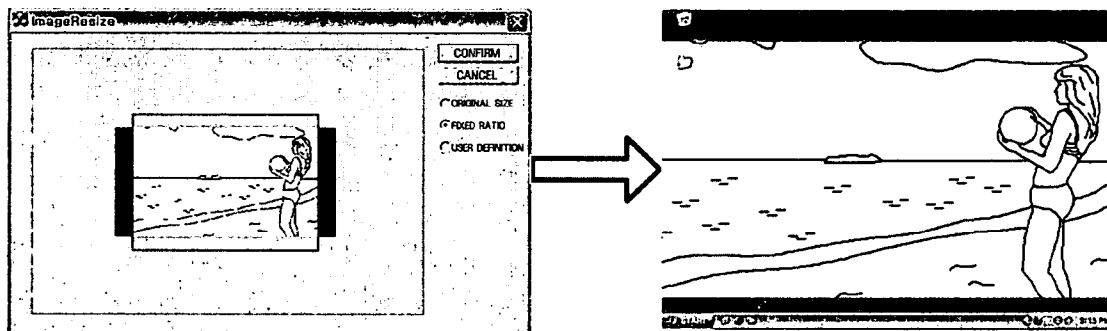 ImageResize
CONFIRM
CANCEL
ORIGINAL SIZE
FIXED RATIO
USER DEFINITION